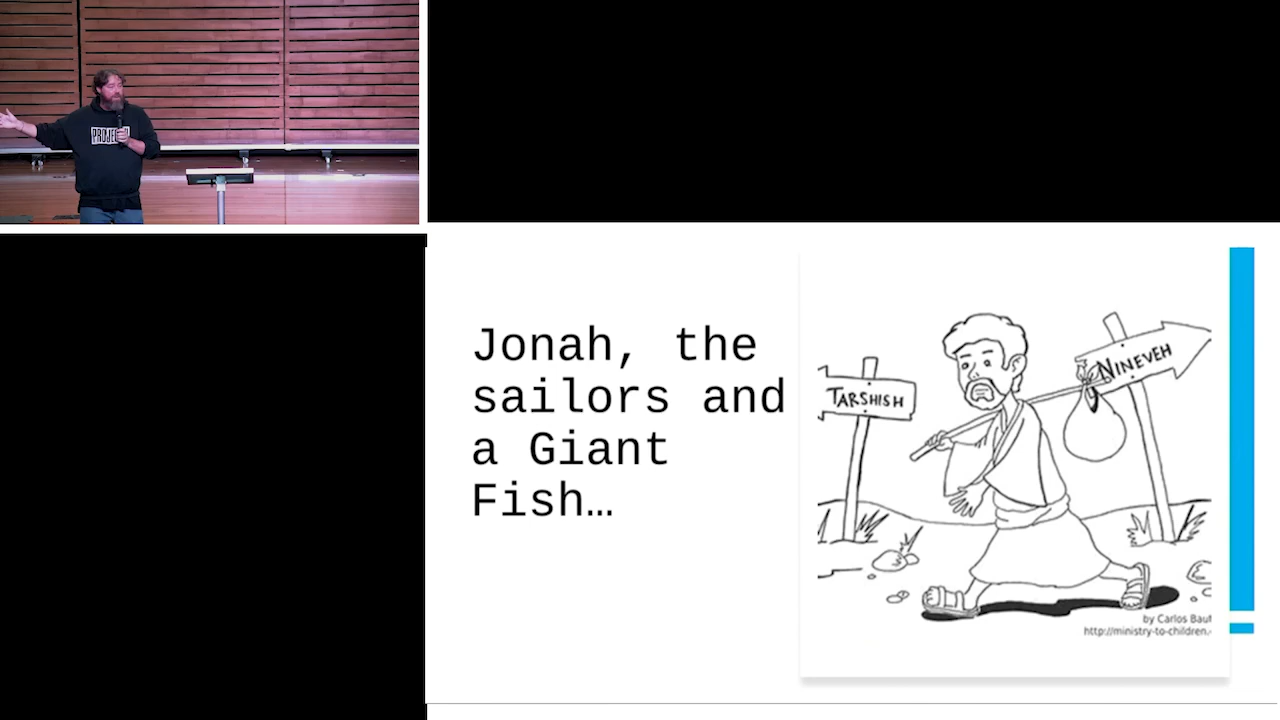 Jonah, the
sailors and
a Giant
Fish…
TARSHISH
NINEVEH
by Carlos
http://ministry-to-children.